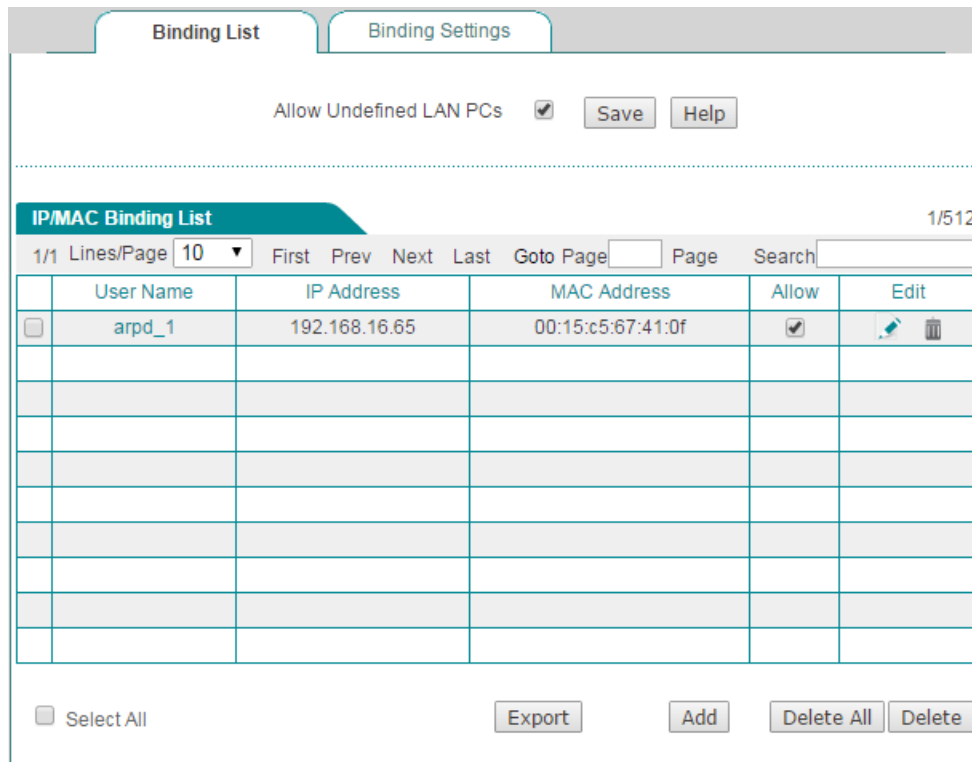 Binding List Binding Settings
Allow Undefined LAN PCs Save Help
IP/MAC Binding List 1/512
1/1 Lines/Page 10 First Prev Next Last Goto Page Page Search
User Name IP Address MAC Address Allow Edit
arpd_1 192.168.16.65 00:15:c5:67:41:0f
Select All Export Add Delete All Delete